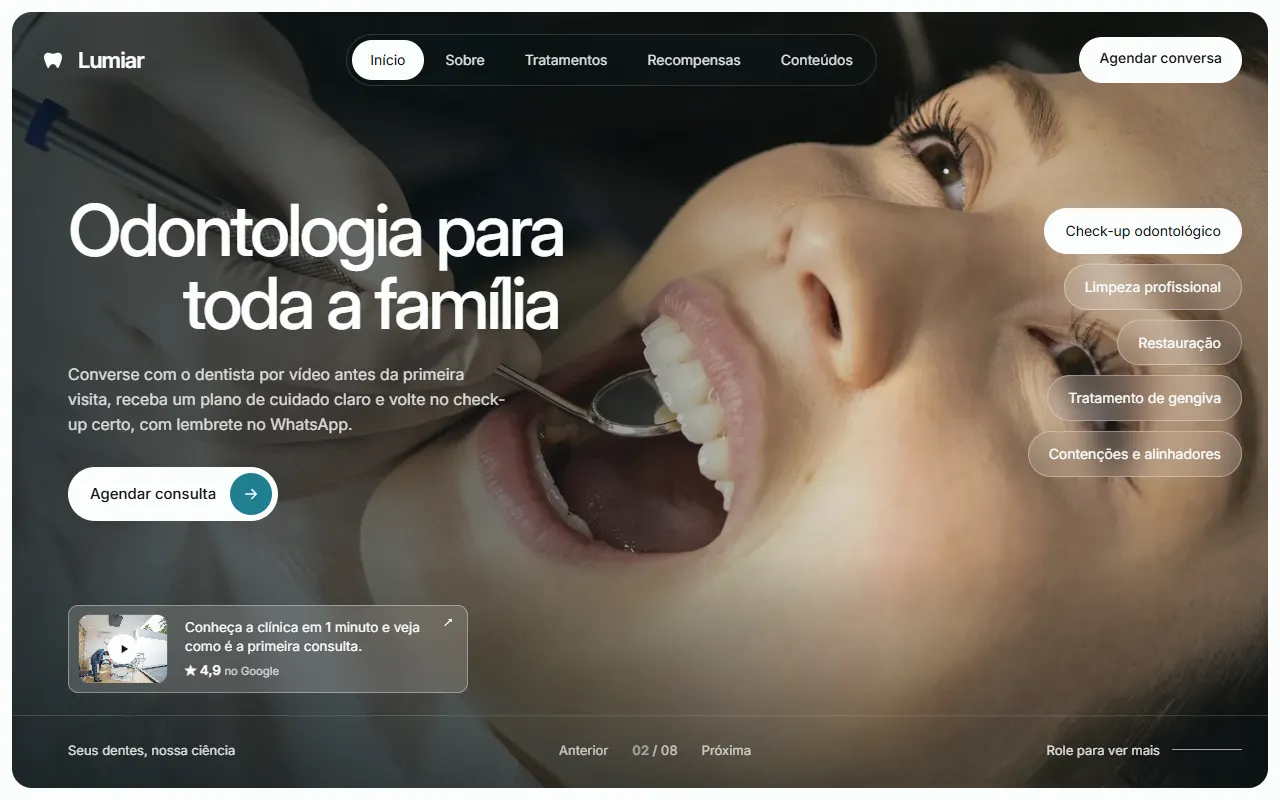 Lumiar
Início
Sobre
Tratamentos
Recompensas
Conteúdos
Agendar conversa
Odontologia para
toda a família
Converse com o dentista por vídeo antes da primeira
visita, receba um plano de cuidado claro e volte no check-
up certo, com lembrete no WhatsApp.
Agendar consulta
Check-up odontológico
Limpeza profissional
Restauração
Tratamento de gengiva
Contenções e alinhadores
Conheça a clínica em 1 minuto e veja
como é a primeira consulta.
★ 4,9 no Google
Seus dentes, nossa ciência
Anterior
02 / 08
Próxima
Role para ver mais